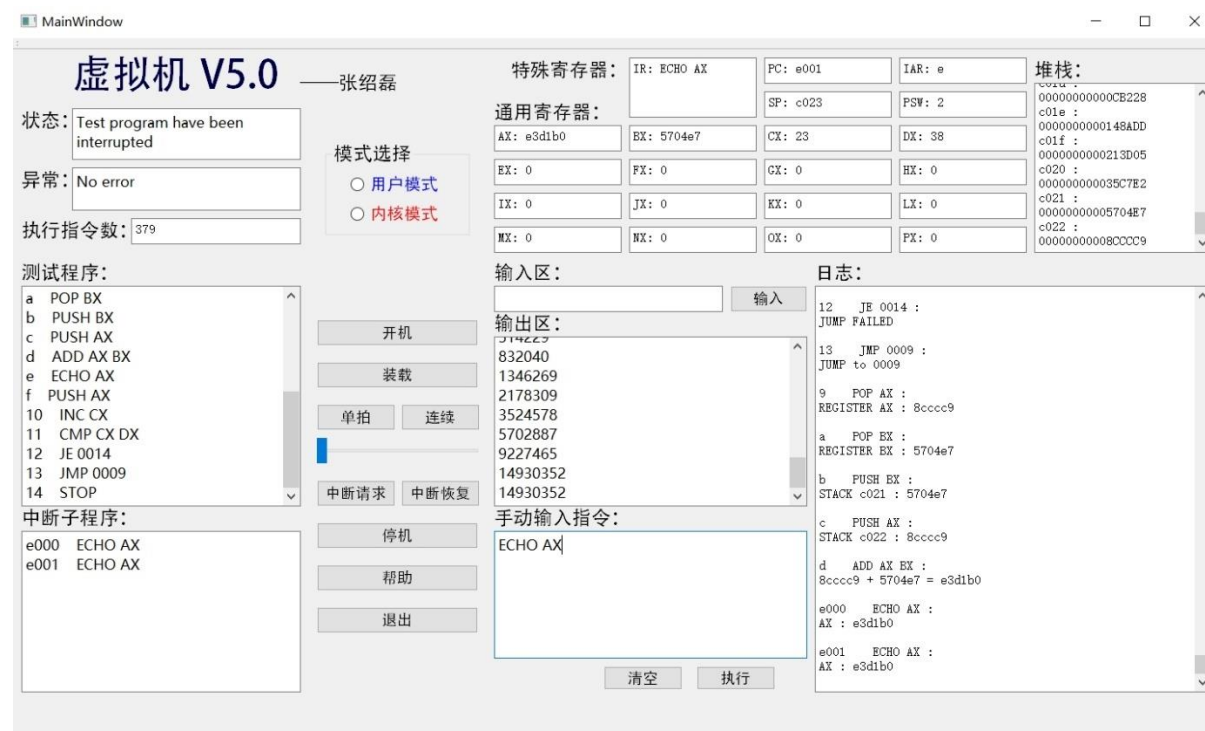 MainWindow
虚拟机 V5.0 ——张绍磊
状态：
Test program have been
interrupted
异常：
No error
执行指令数：
379
模式选择
用户模式
内核模式
特殊寄存器：
IR: ECHO AX
PC: e001
IAR: e
SP: c023
PSW: 2
通用寄存器：
AX: e3d1b0
BX: 5704e7
CX: 23
DX: 38
EX: 0
FX: 0
GX: 0
HX: 0
IX: 0
JX: 0
KX: 0
LX: 0
MX: 0
NX: 0
OX: 0
PX: 0
堆栈：
00000000000CB228
c01e :
0000000000148ADD
c01f :
0000000000213D05
c020 :
000000000035C7E2
c021 :
00000000005704E7
c022 :
00000000008CCCC9
测试程序：
a POP BX
b PUSH BX
c PUSH AX
d ADD AX BX
e ECHO AX
f PUSH AX
10 INC CX
11 CMP CX DX
12 JE 0014
13 JMP 0009
14 STOP
中断子程序：
e000 ECHO AX
e001 ECHO AX
开机
装载
单拍
连续
中断请求
中断恢复
停机
帮助
退出
输入区：
输入
输出区：
514229
832040
1346269
2178309
3524578
5702887
9227465
14930352
14930352
手动输入指令：
ECHO AX
清空
执行
日志：
12 JE 0014 :
JUMP FAILED
13 JMP 0009 :
JUMP to 0009
9 POP AX :
REGISTER AX : 8cccc9
a POP BX :
REGISTER BX : 5704e7
b PUSH BX :
STACK c021 : 5704e7
c PUSH AX :
STACK c022 : 8cccc9
d ADD AX BX :
8cccc9 + 5704e7 = e3d1b0
e000 ECHO AX :
AX : e3d1b0
e001 ECHO AX :
AX : e3d1b0